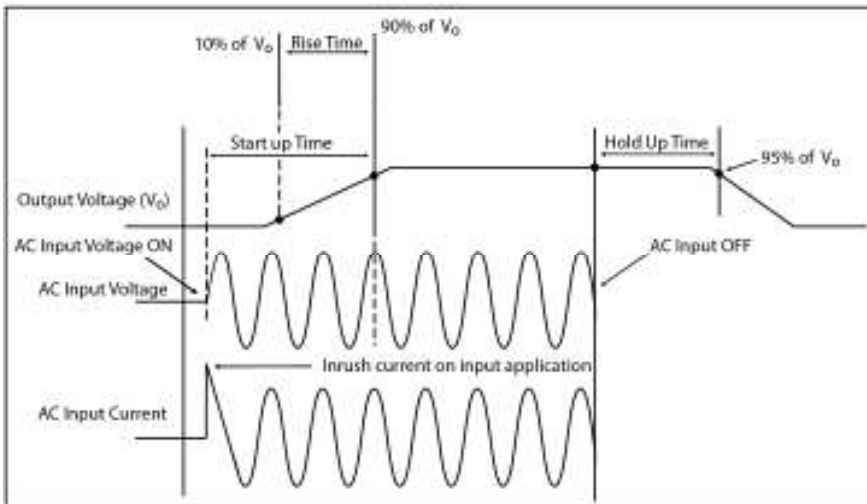 90% of Vo
10% of Vo
Rise Time
Start up Time
Hold Up Time
95% of Vo
Output Voltage (Vo)
AC Input Voltage ON
AC Input OFF
AC Input Voltage
Inrush current on input application
AC Input Current